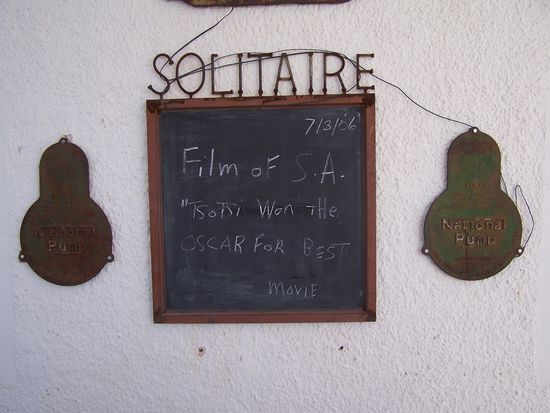 SOLITAIRE
7/3/06
Film of S.A.
"Tsotsi Won The
OSCAR FOR BEST
MOVIE
National
Pump
National
Pump